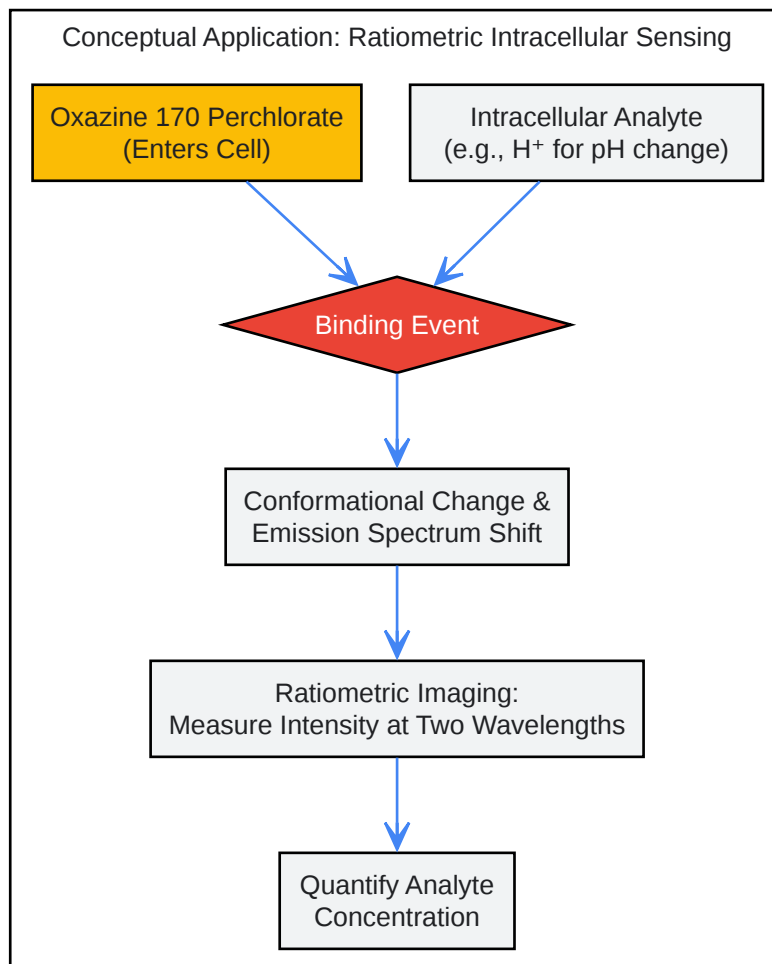 Conceptual Application: Ratiometric Intracellular Sensing
Oxazine 170 Perchlorate
(Enters Cell)
Intracellular Analyte
(e.g., H⁺ for pH change)
Binding Event
Conformational Change &
Emission Spectrum Shift
Ratiometric Imaging:
Measure Intensity at Two Wavelengths
Quantify Analyte
Concentration